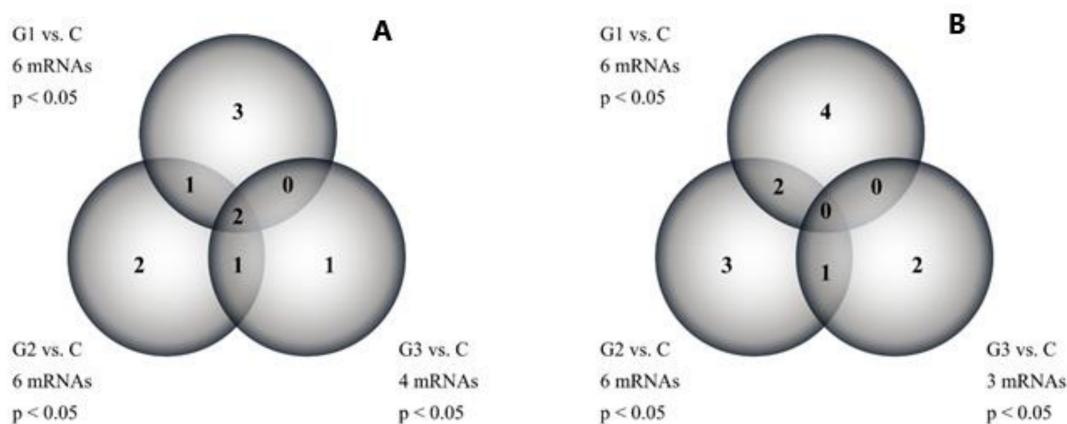 G1 vs. C
6 mRNAs
p < 0.05
A
3
1
0
2
2
1
1
G2 vs. C
6 mRNAs
p < 0.05
G3 vs. C
4 mRNAs
p < 0.05
G1 vs. C
6 mRNAs
p < 0.05
B
4
2
0
0
3
1
2
G2 vs. C
6 mRNAs
p < 0.05
G3 vs. C
3 mRNAs
p < 0.05